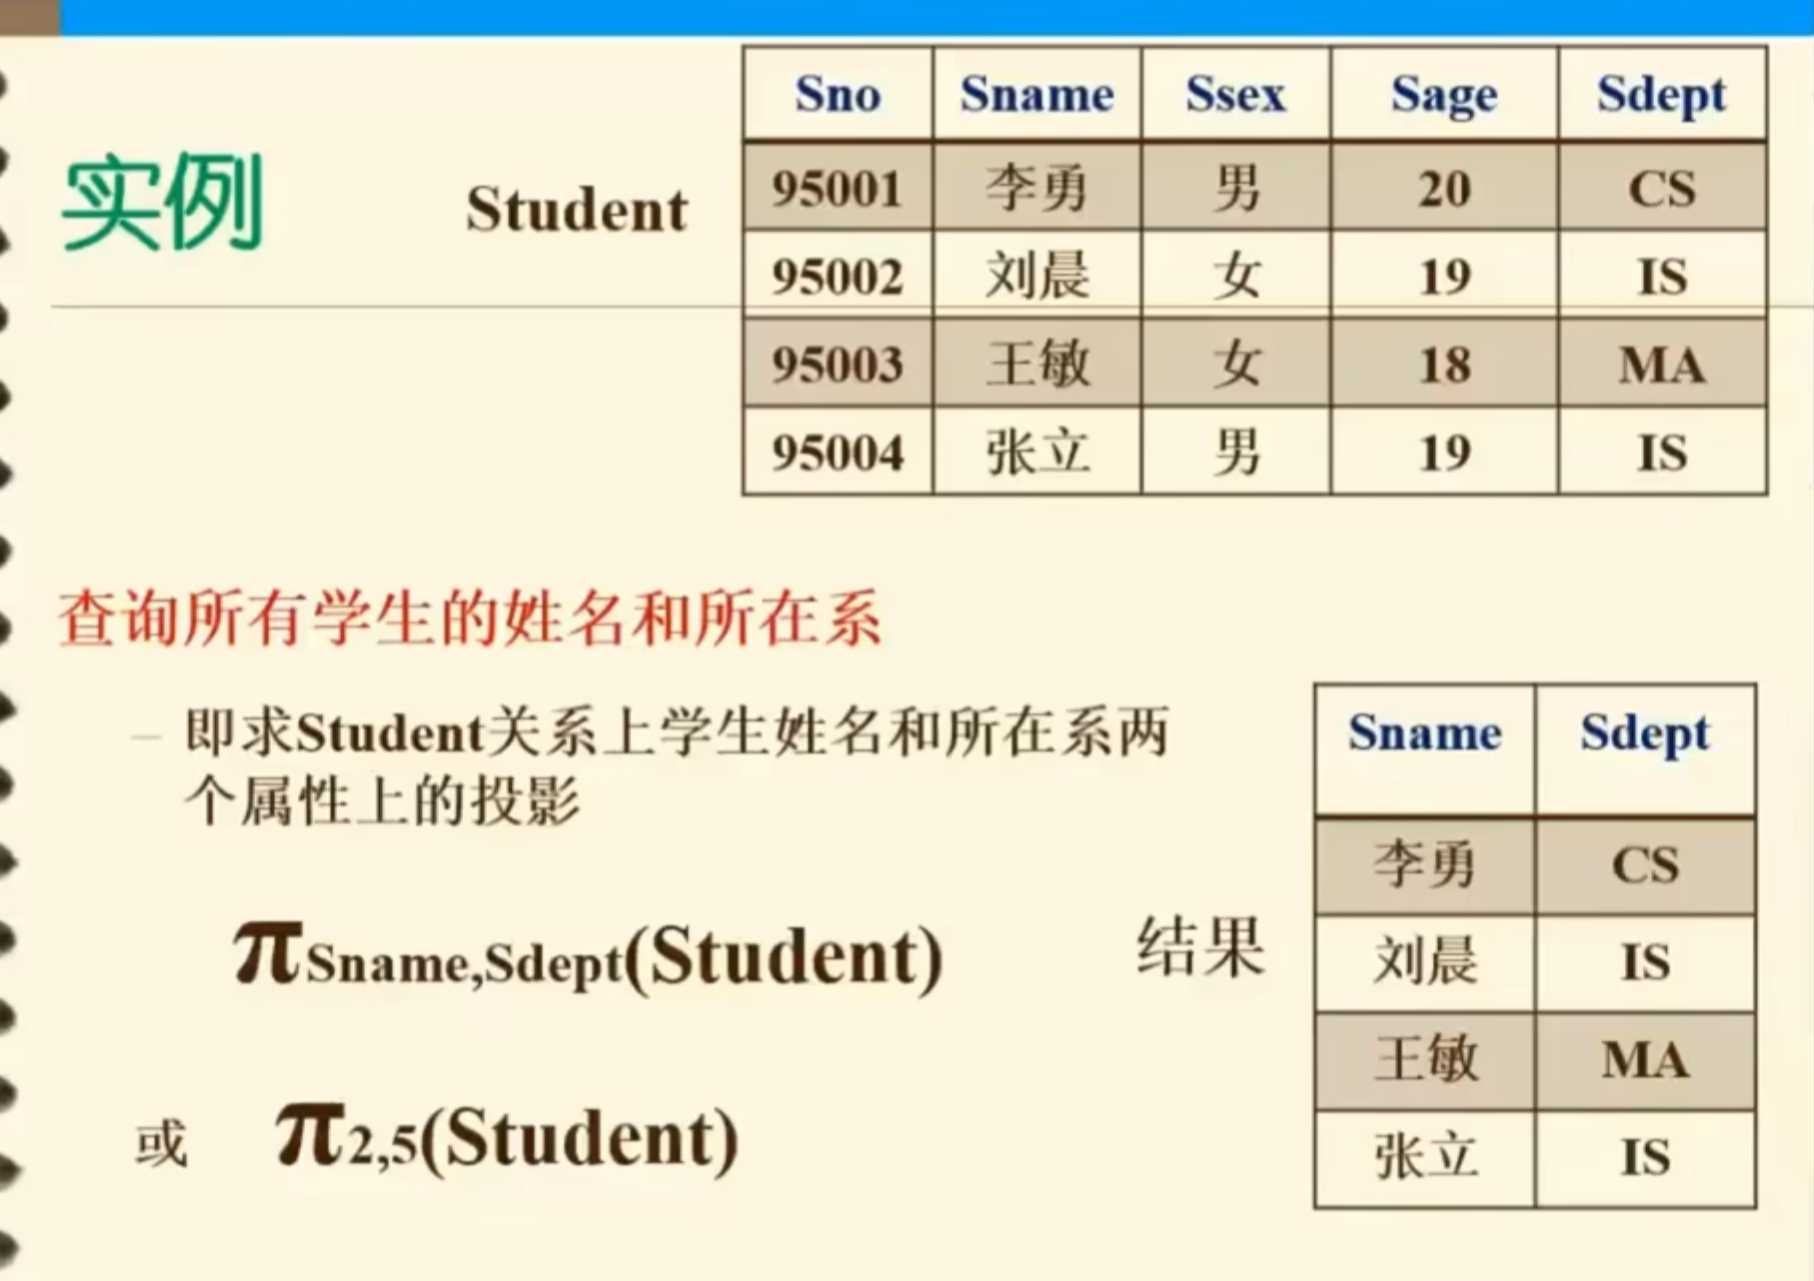 实例
Student
Sno Sname Ssex Sage Sdept
95001 李勇 男 20 CS
95002 刘晨 女 19 IS
95003 王敏 女 18 MA
95004 张立 男 19 IS
查询所有学生的姓名和所在系
– 即求Student关系上学生姓名和所在系两
个属性上的投影
πSname,Sdept(Student)
或 π2,5(Student)
结果
Sname Sdept
李勇 CS
刘晨 IS
王敏 MA
张立 IS